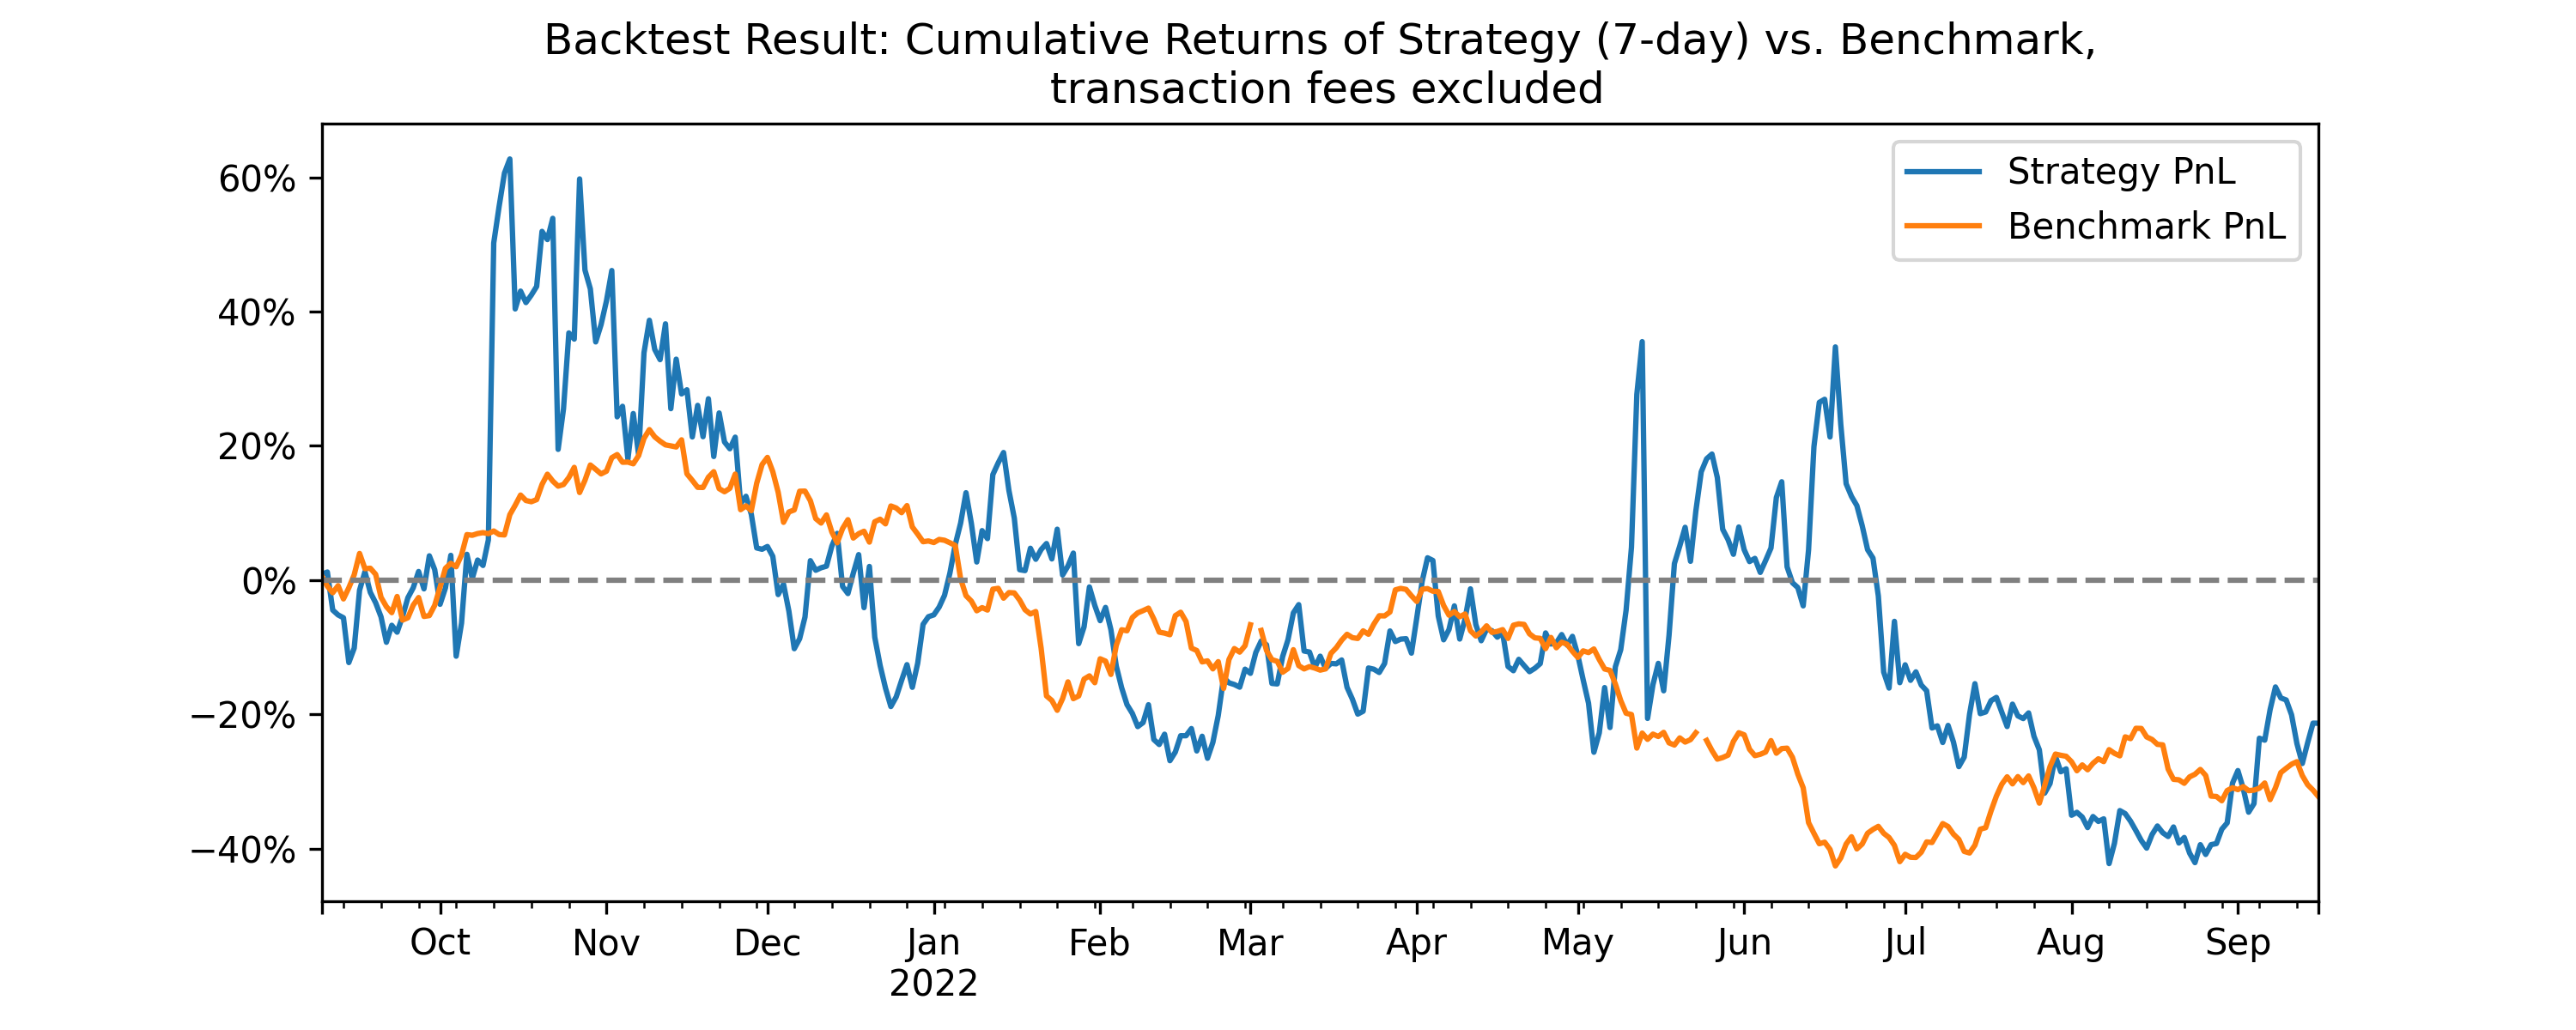 Backtest Result: Cumulative Returns of Strategy (7-day) vs. Benchmark,
transaction fees excluded
60%
40%
20%
0%
−20%
−40%
Strategy PnL
Benchmark PnL
Oct
Nov
Dec
Jan
2022
Feb
Mar
Apr
May
Jun
Jul
Aug
Sep